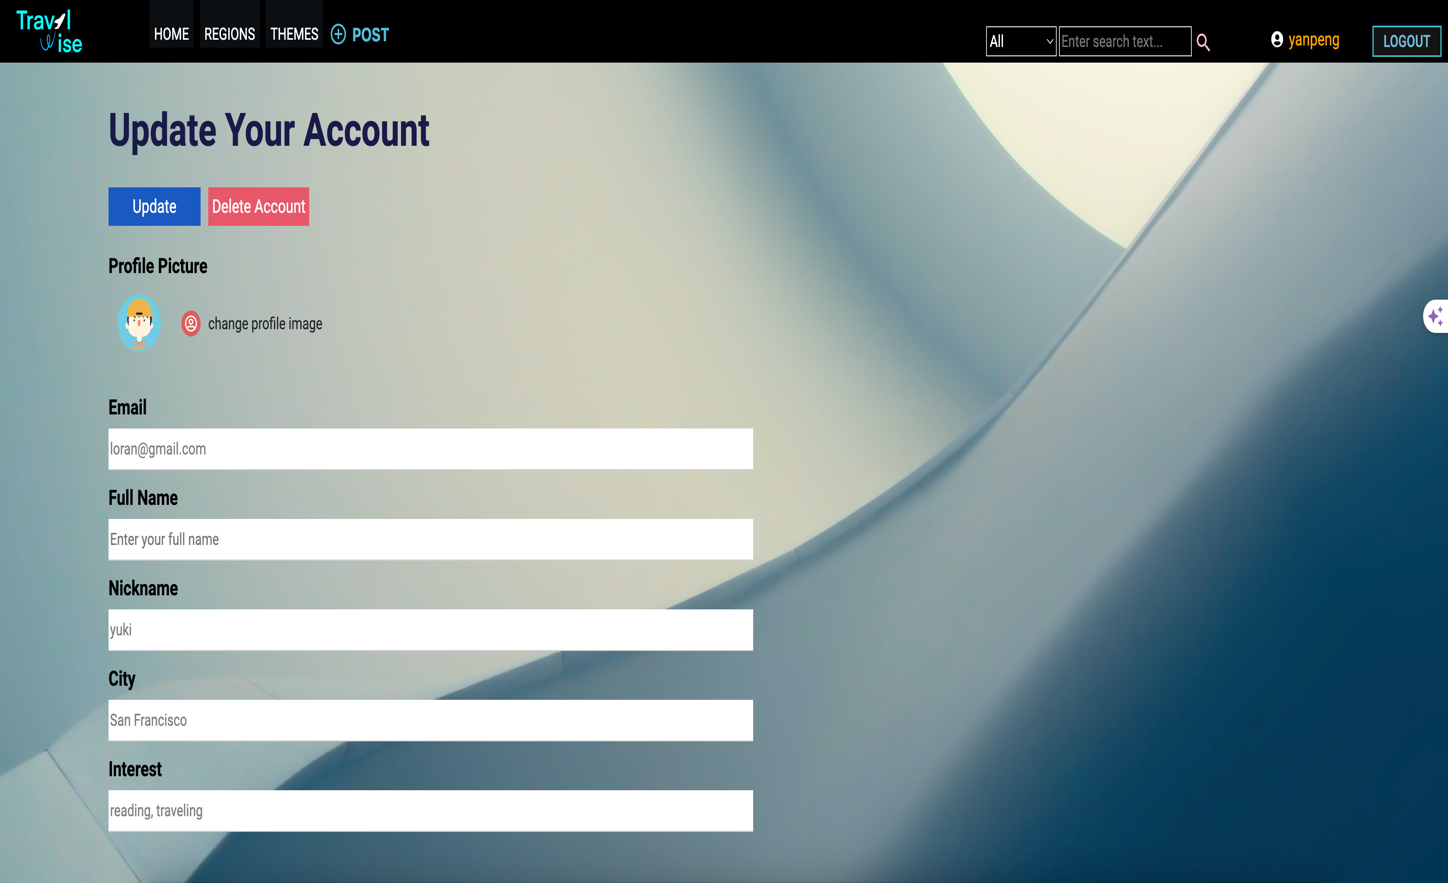 Travel
Wise
HOME REGIONS THEMES POST
All Enter search text... yanpeng LOGOUT
Update Your Account
Update Delete Account
Profile Picture
change profile image
Email
loran@gmail.com
Full Name
Enter your full name
Nickname
yuki
City
San Francisco
Interest
reading, traveling